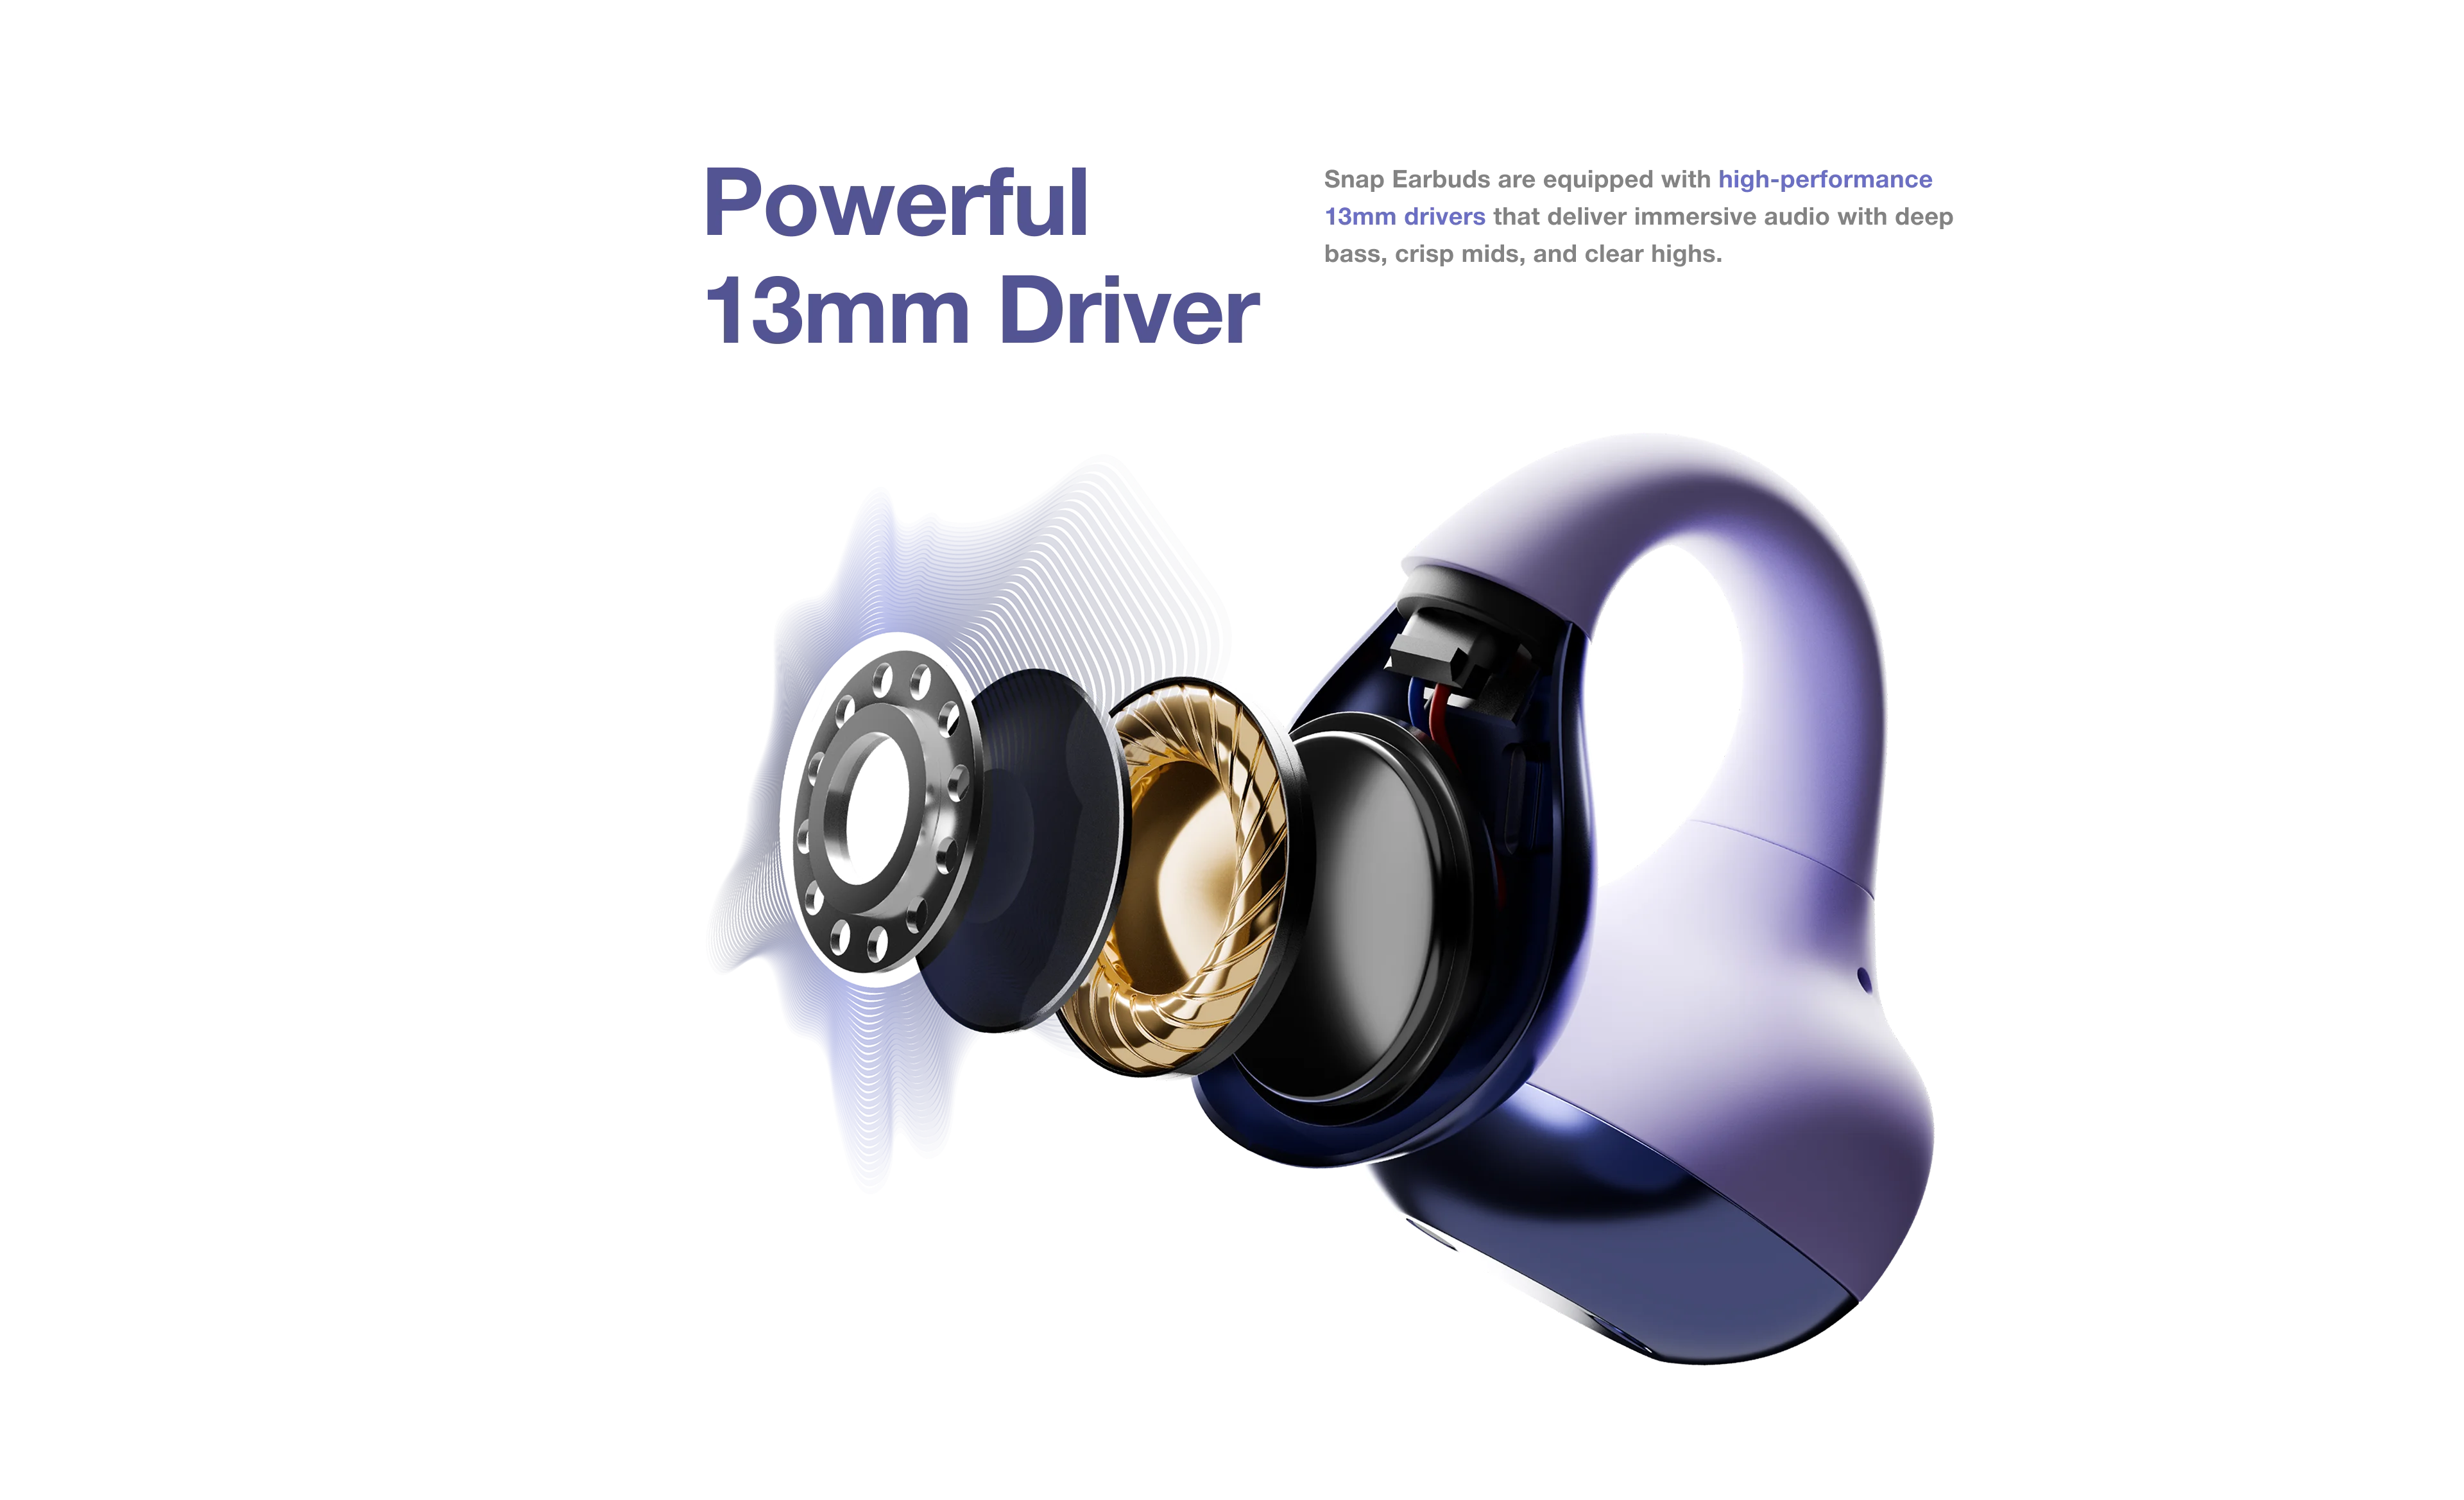 Powerful
13mm Driver
Snap Earbuds are equipped with high-performance
13mm drivers that deliver immersive audio with deep
bass, crisp mids, and clear highs.